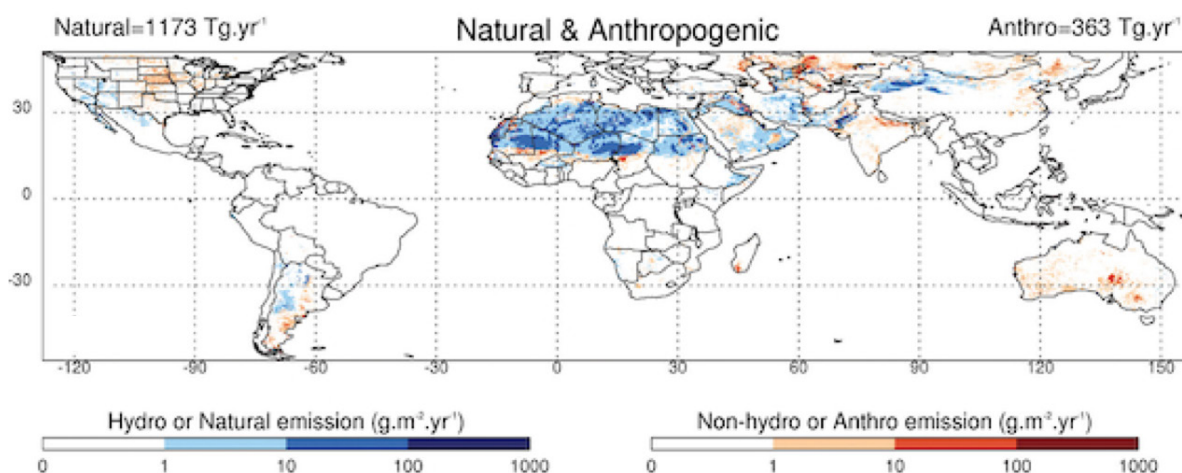 Natural=1173 Tg.yr⁻¹ Natural & Anthropogenic Anthro=363 Tg.yr⁻¹
30
0
-30
-120 -90 -60 -30 0 30 60 90 120 150
Hydro or Natural emission (g.m⁻².yr⁻¹) Non-hydro or Anthro emission (g.m⁻².yr⁻¹)
0 1 10 100 1000 0 1 10 100 1000